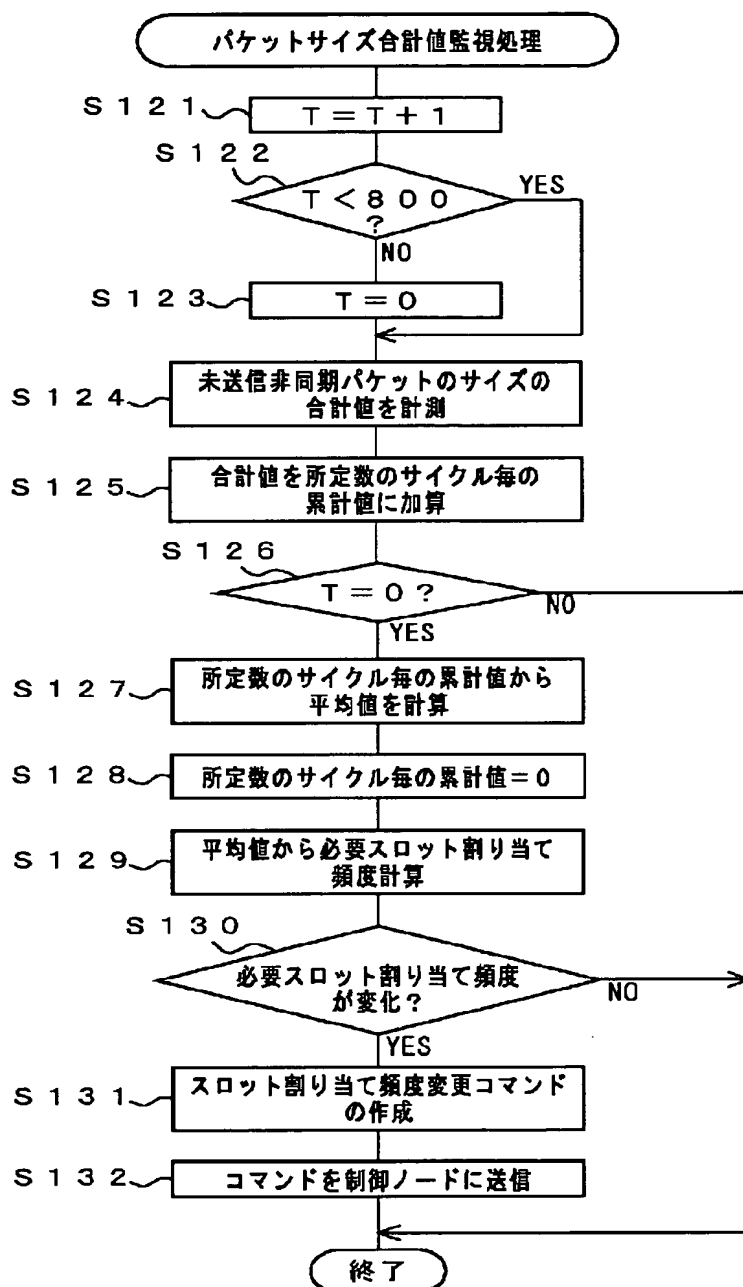 パケットサイズ合計値監視処理
S121
T=T+1
S122
T<800
?
YES
NO
S123
T=0
S124
未送信非同期パケットのサイズの
合計値を計測
S125
合計値を所定数のサイクル毎の
累計値に加算
S126
T=0?
NO
YES
S127
所定数のサイクル毎の累計値から
平均値を計算
S128
所定数のサイクル毎の累計値=0
S129
平均値から必要スロット割り当て
頻度計算
S130
必要スロット割り当て頻度
が変化?
NO
YES
S131
スロット割り当て頻度変更コマンド
の作成
S132
コマンドを制御ノードに送信
終了